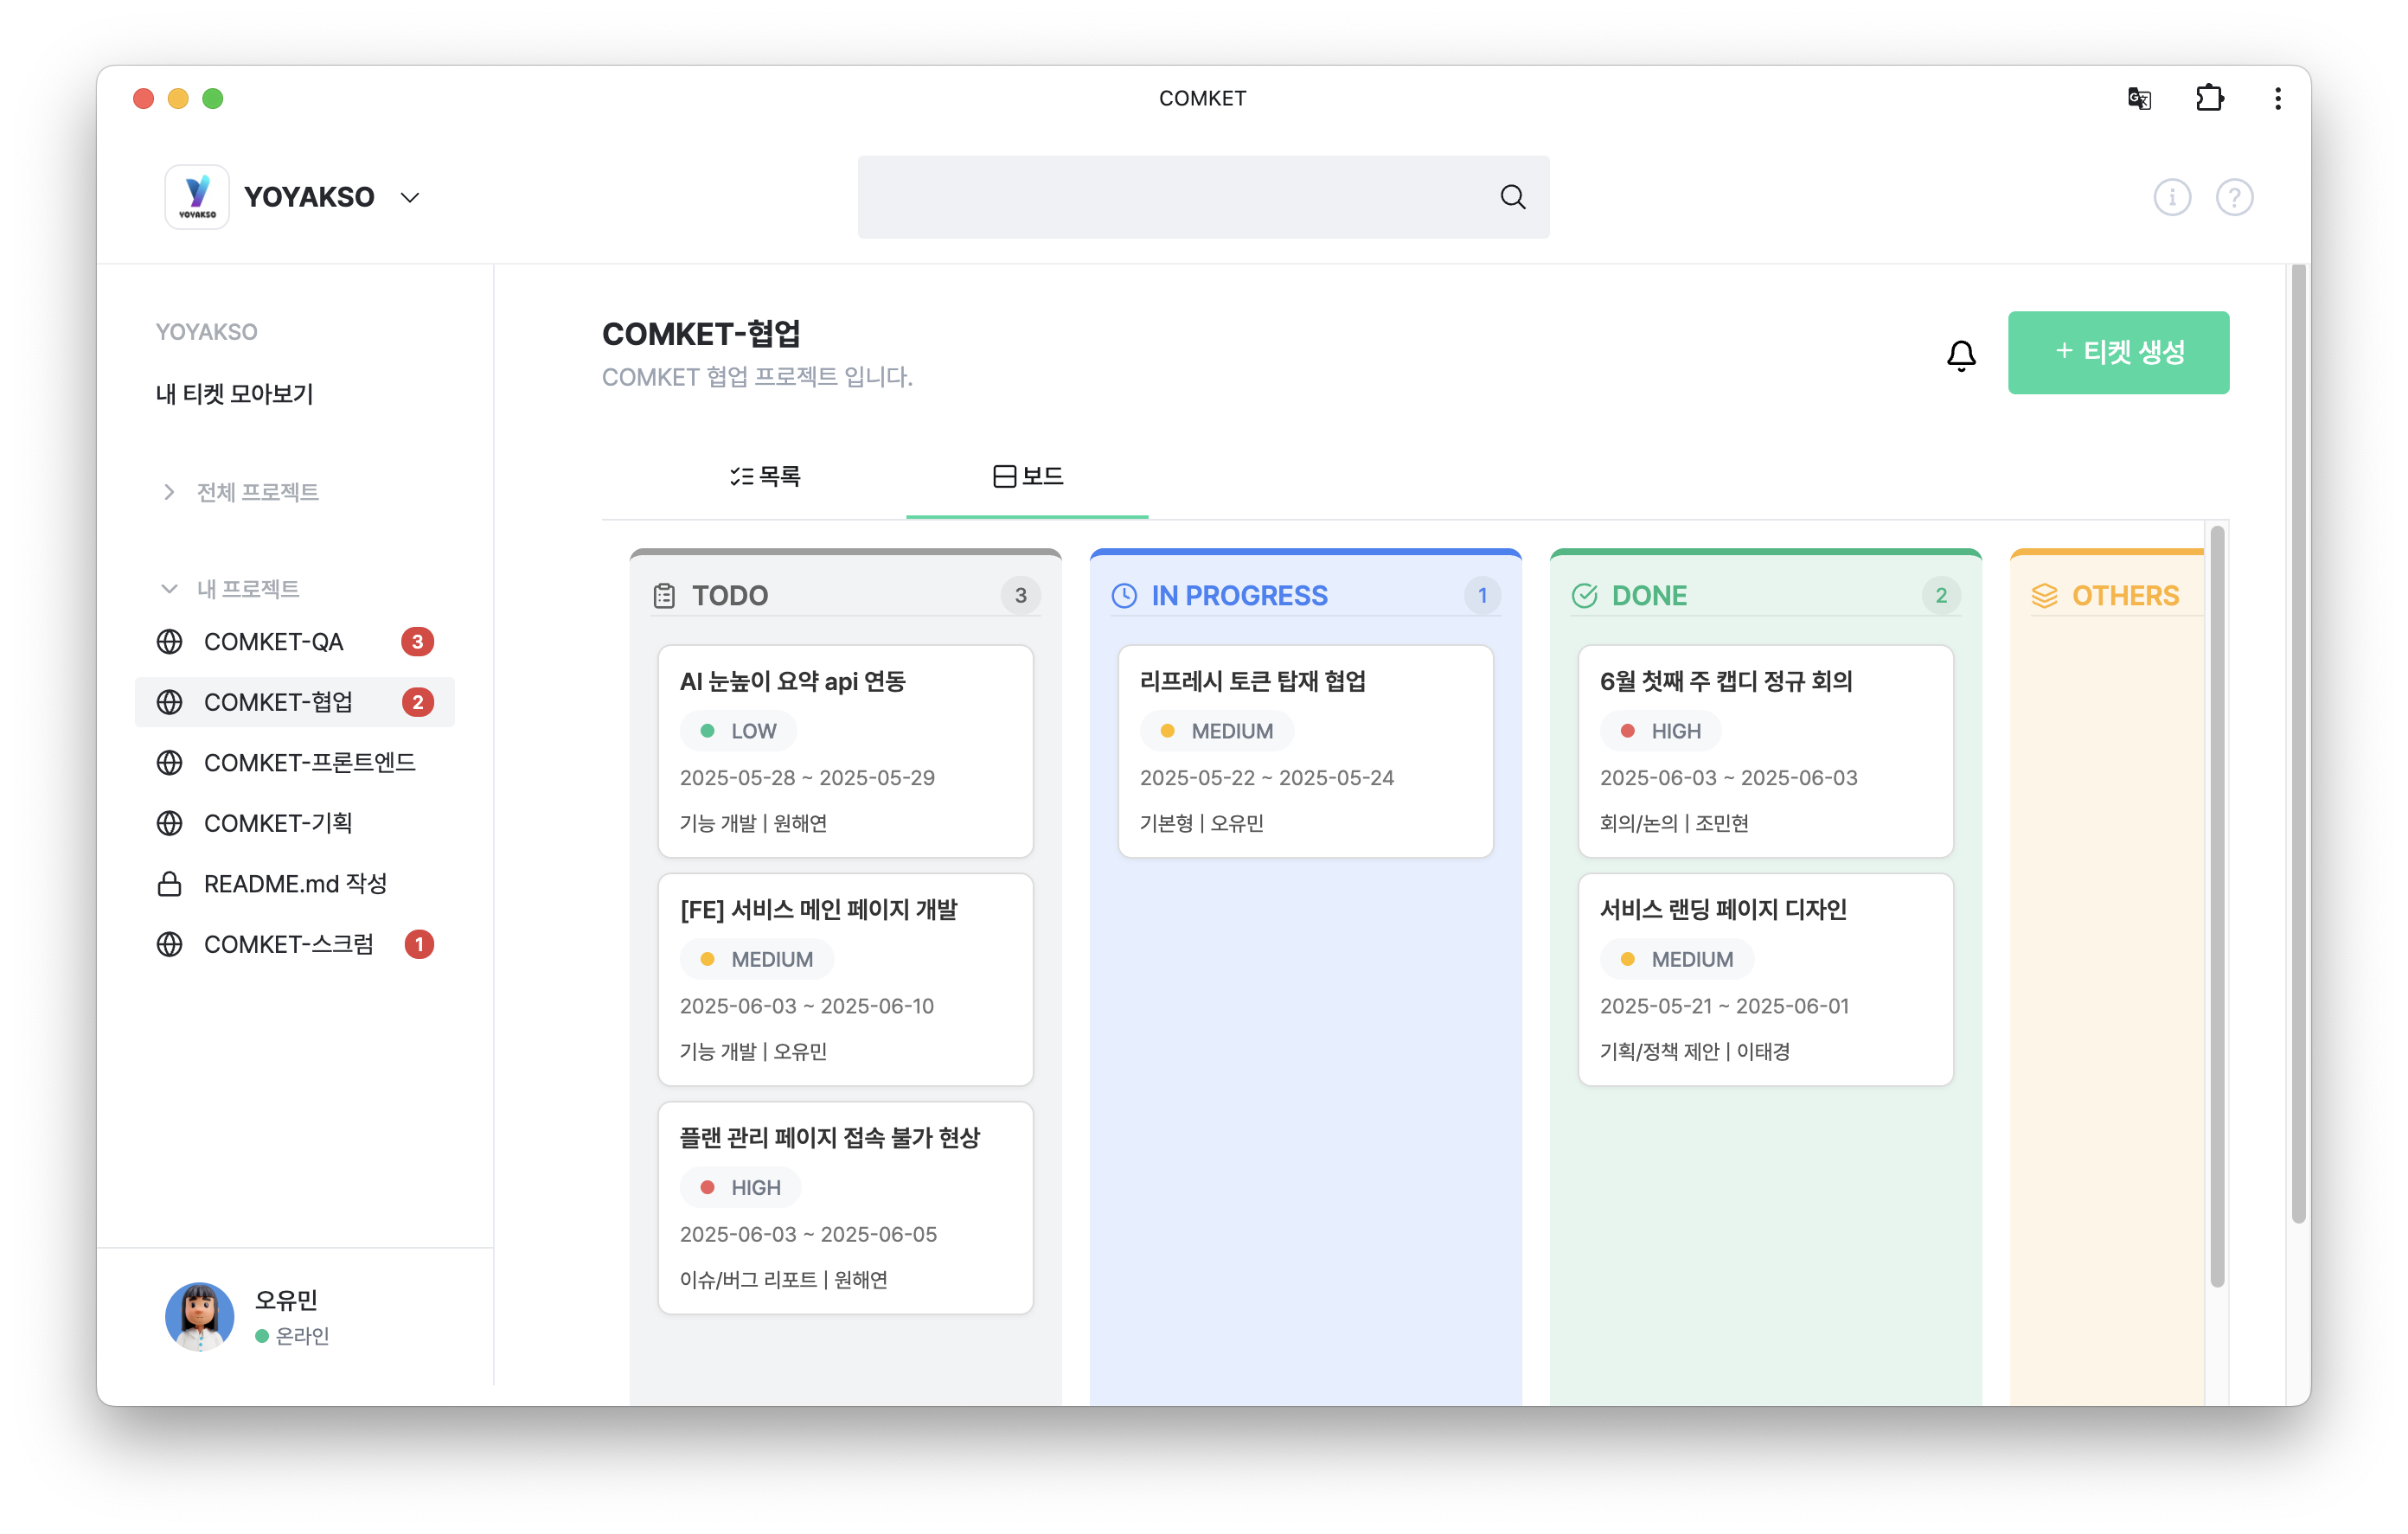 COMKET
YOYAKSO
YOYAKSO
YOYAKSO
내 티켓 모아보기
전체 프로젝트
내 프로젝트
COMKET-QA 3
COMKET-협업 2
COMKET-프론트엔드
COMKET-기획
README.md 작성
COMKET-스크럼 1
오유민
온라인
COMKET-협업
COMKET 협업 프로젝트 입니다.
+ 티켓 생성
목록
보드
TODO 3
AI 눈높이 요약 api 연동
LOW
2025-05-28 ~ 2025-05-29
기능 개발 | 원해연
[FE] 서비스 메인 페이지 개발
MEDIUM
2025-06-03 ~ 2025-06-10
기능 개발 | 오유민
플랜 관리 페이지 접속 불가 현상
HIGH
2025-06-03 ~ 2025-06-05
이슈/버그 리포트 | 원해연
IN PROGRESS 1
리프레시 토큰 탑재 협업
MEDIUM
2025-05-22 ~ 2025-05-24
기본형 | 오유민
DONE 2
6월 첫째 주 캡디 정규 회의
HIGH
2025-06-03 ~ 2025-06-03
회의/논의 | 조민현
서비스 랜딩 페이지 디자인
MEDIUM
2025-05-21 ~ 2025-06-01
기획/정책 제안 | 이태경
OTHERS